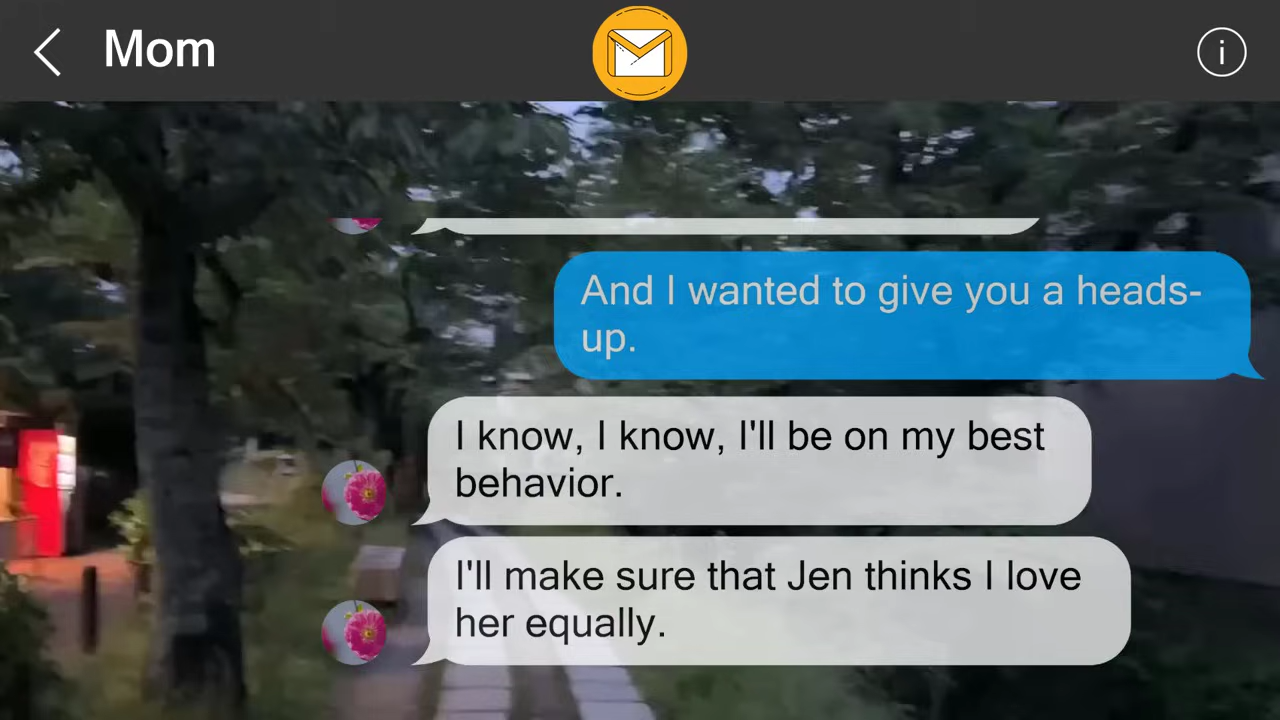 Mom
i
And I wanted to give you a heads-
up.
I know, I know, I'll be on my best
behavior.
I'll make sure that Jen thinks I love
her equally.